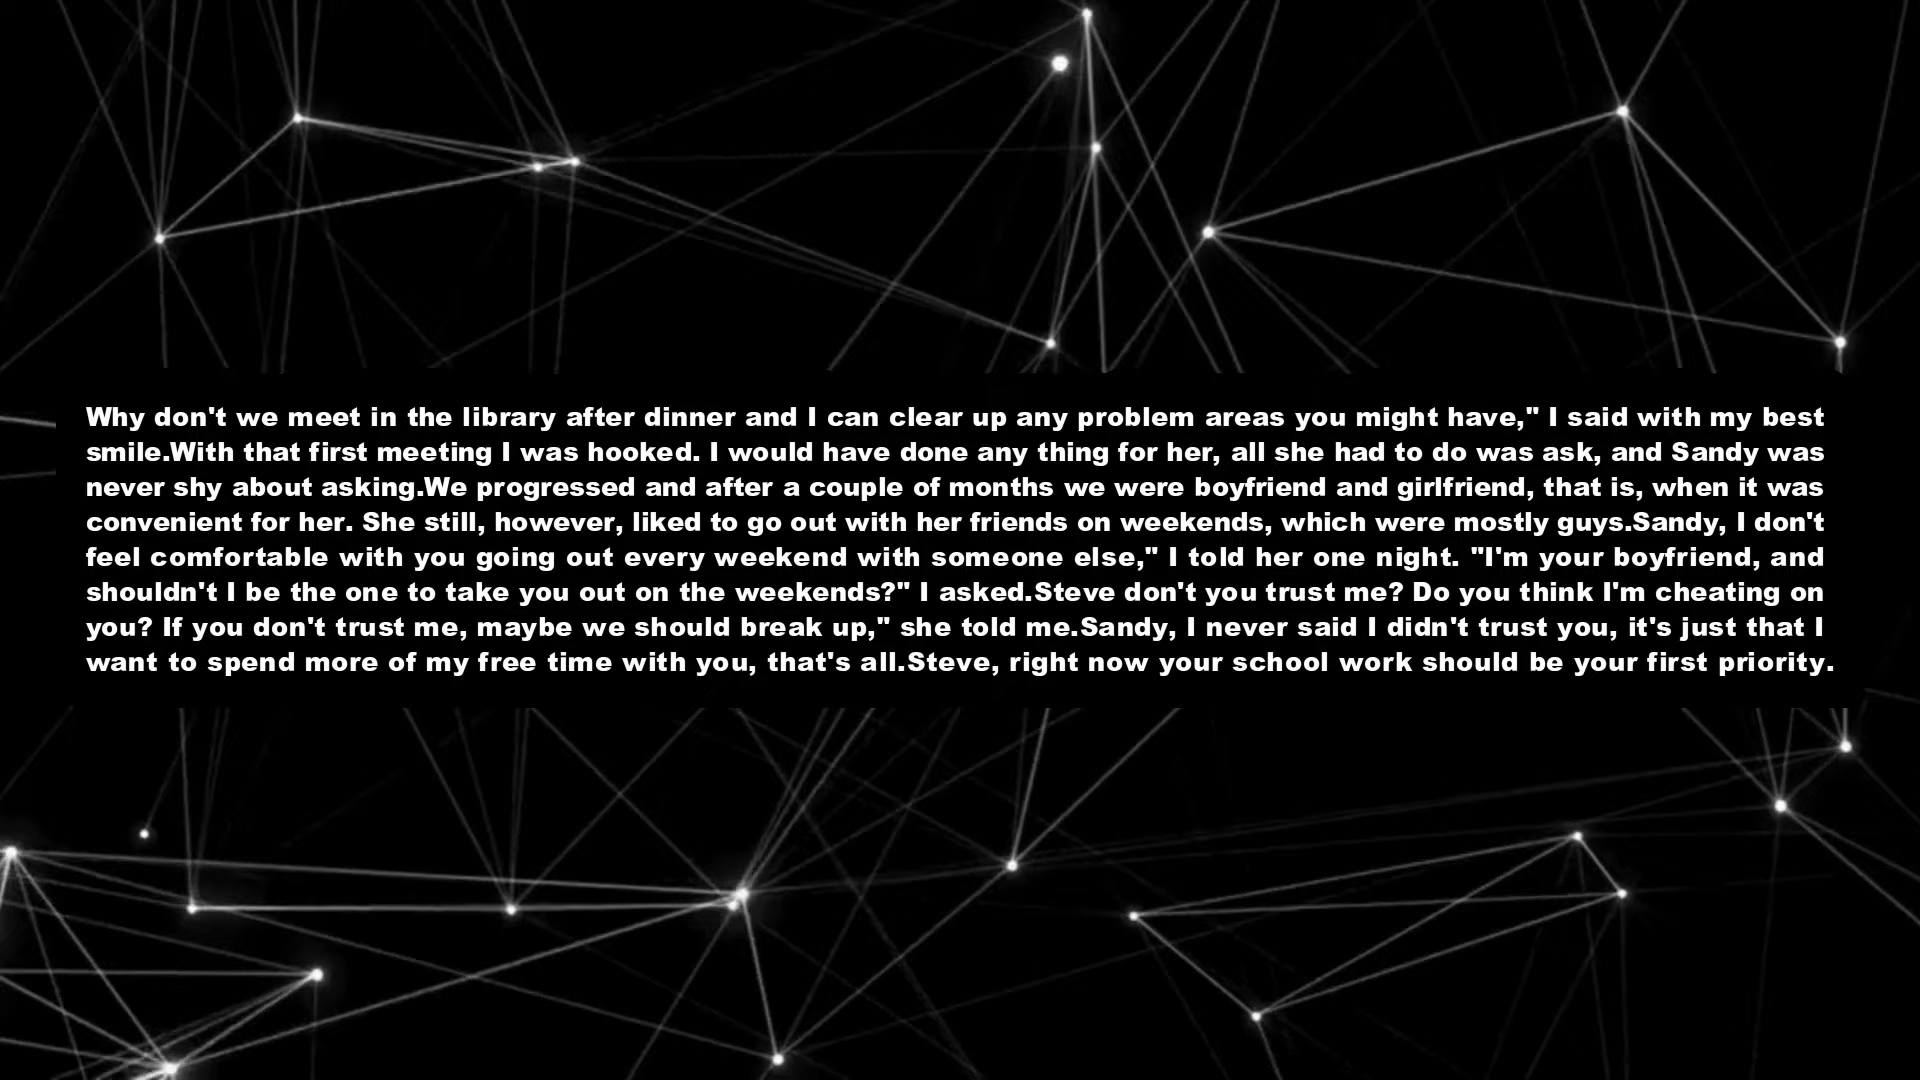 Why don't we meet in the library after dinner and I can clear up any problem areas you might have," I said with my best
smile.With that first meeting I was hooked. I would have done any thing for her, all she had to do was ask, and Sandy was
never shy about asking.We progressed and after a couple of months we were boyfriend and girlfriend, that is, when it was
convenient for her. She still, however, liked to go out with her friends on weekends, which were mostly guys.Sandy, I don't
feel comfortable with you going out every weekend with someone else," I told her one night. "I'm your boyfriend, and
shouldn't I be the one to take you out on the weekends?" I asked.Steve don't you trust me? Do you think I'm cheating on
you? If you don't trust me, maybe we should break up," she told me.Sandy, I never said I didn't trust you, it's just that I
want to spend more of my free time with you, that's all.Steve, right now your school work should be your first priority.